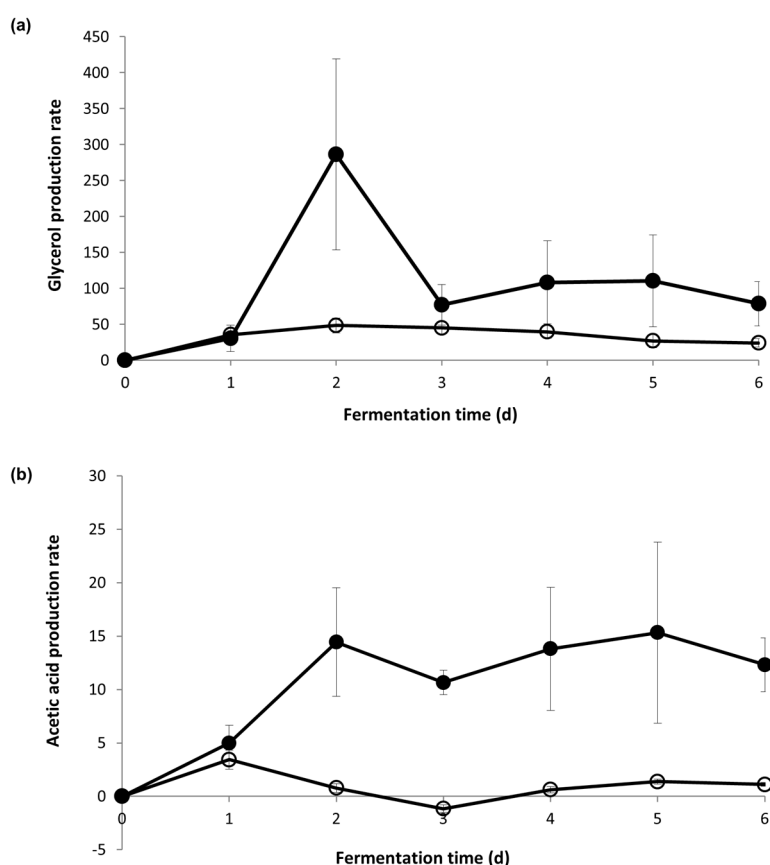 (a)
Glycerol production rate
450
400
350
300
250
200
150
100
50
0
0 1 2 3 4 5 6
Fermentation time (d)
(b)
Acetic acid production rate
30
25
20
15
10
5
0
-5
0 1 2 3 4 5 6
Fermentation time (d)